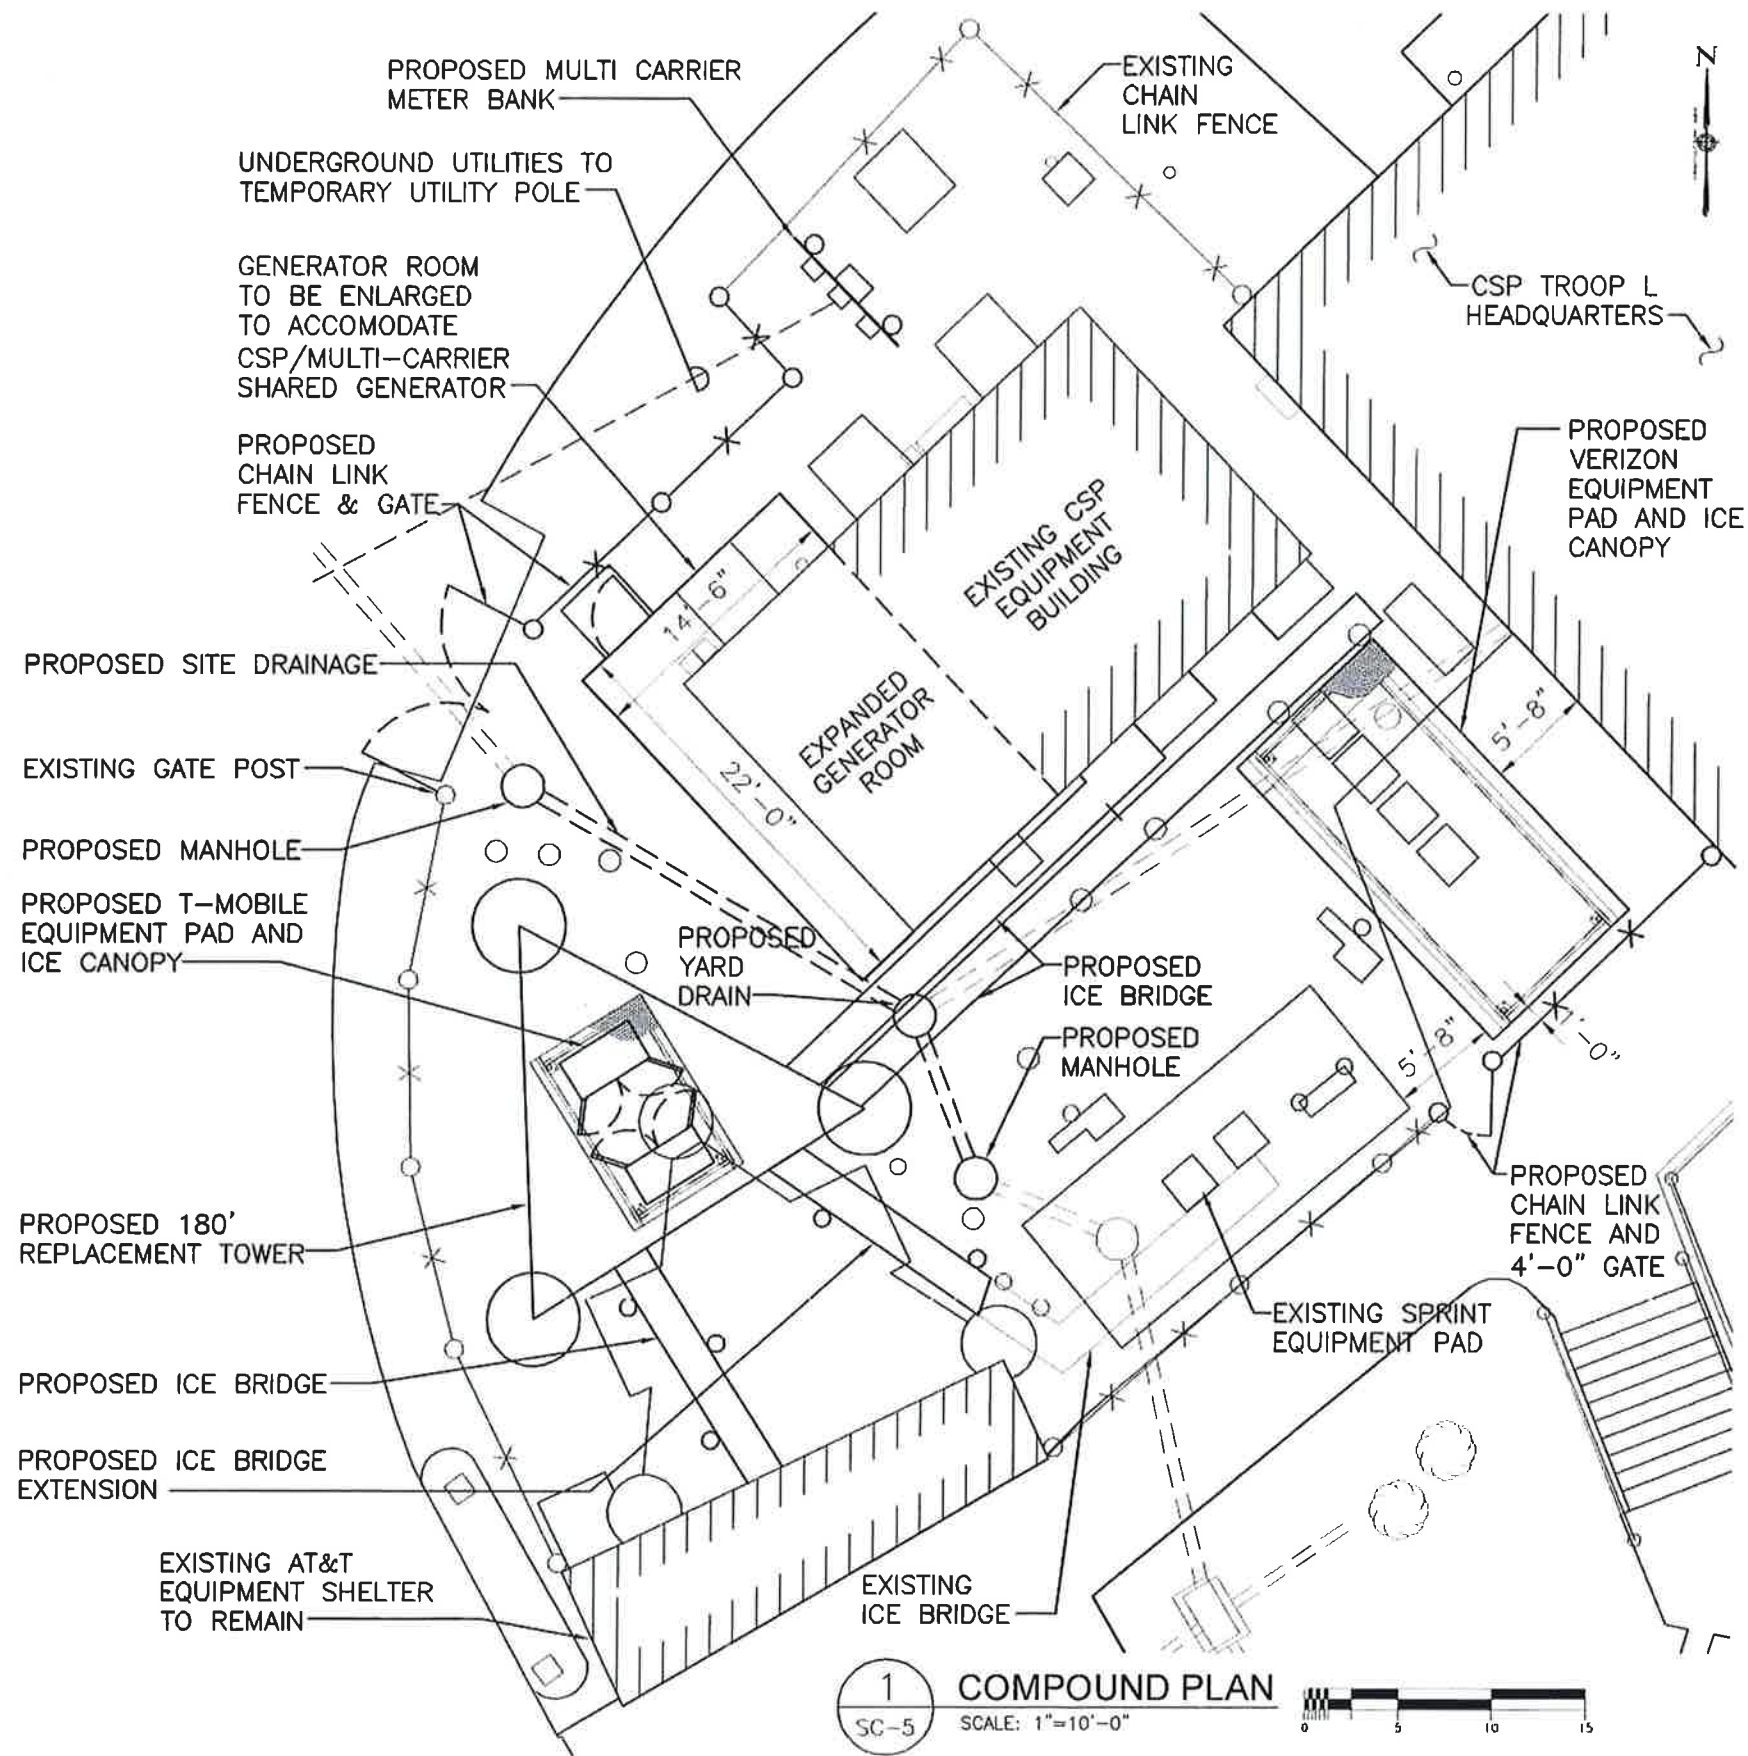 PROPOSED MULTI CARRIER
METER BANK
EXISTING
CHAIN
LINK FENCE
N
UNDERGROUND UTILITIES TO
TEMPORARY UTILITY POLE
GENERATOR ROOM
TO BE ENLARGED
TO ACCOMODATE
CSP/MULTI-CARRIER
SHARED GENERATOR
CSP TROOP L
HEADQUARTERS
PROPOSED
CHAIN LINK
FENCE & GATE
PROPOSED
VERIZON
EQUIPMENT
PAD AND ICE
CANOPY
EXISTING CSP
EQUIPMENT
BUILDING
14'-6"
PROPOSED SITE DRAINAGE
EXPANDED
GENERATOR
ROOM
22'-0"
5'-8"
EXISTING GATE POST
PROPOSED MANHOLE
PROPOSED T-MOBILE
EQUIPMENT PAD AND
ICE CANOPY
PROPOSED
YARD
DRAIN
PROPOSED
ICE BRIDGE
PROPOSED
MANHOLE
5'-8"
1'-0"
PROPOSED
CHAIN LINK
FENCE AND
4'-0" GATE
PROPOSED 180'
REPLACEMENT TOWER
EXISTING SPRINT
EQUIPMENT PAD
PROPOSED ICE BRIDGE
PROPOSED ICE BRIDGE
EXTENSION
EXISTING AT&T
EQUIPMENT SHELTER
TO REMAIN
EXISTING
ICE BRIDGE
1
SC-5
COMPOUND PLAN
SCALE: 1"=10'-0"
0 5 10 15